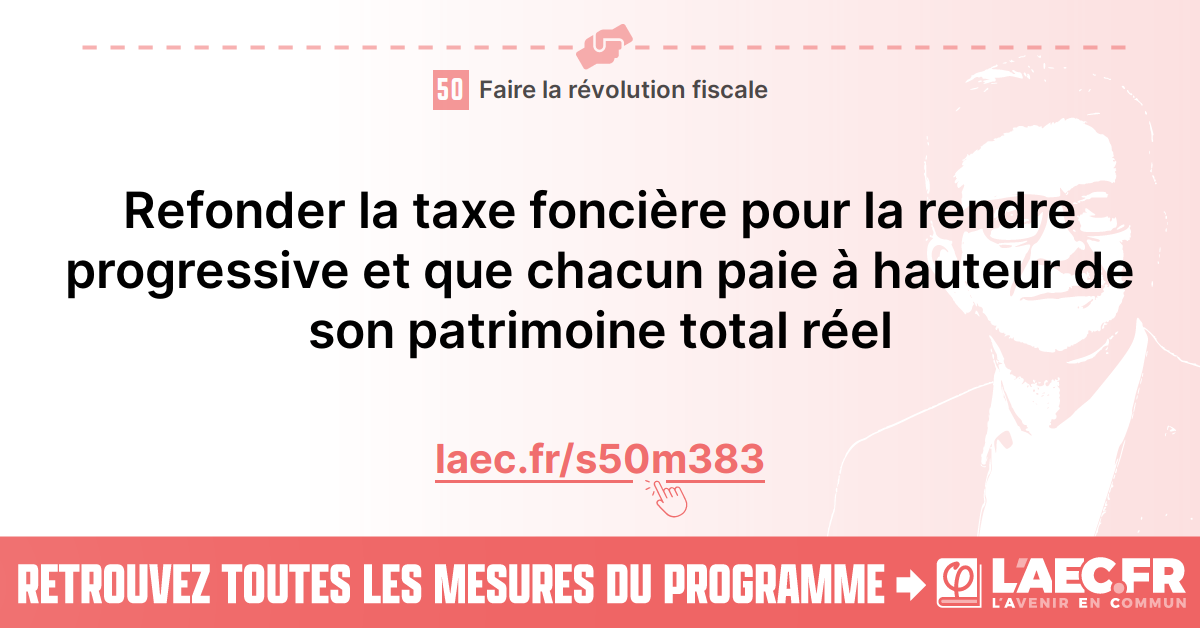 50 Faire la révolution fiscale
Refonder la taxe foncière pour la rendre
progressive et que chacun paie à hauteur de
son patrimoine total réel
laec.fr/s50m383
RETROUVEZ TOUTES LES MESURES DU PROGRAMME
φ L'AEC.FR
L'AVENIR EN COMMUN